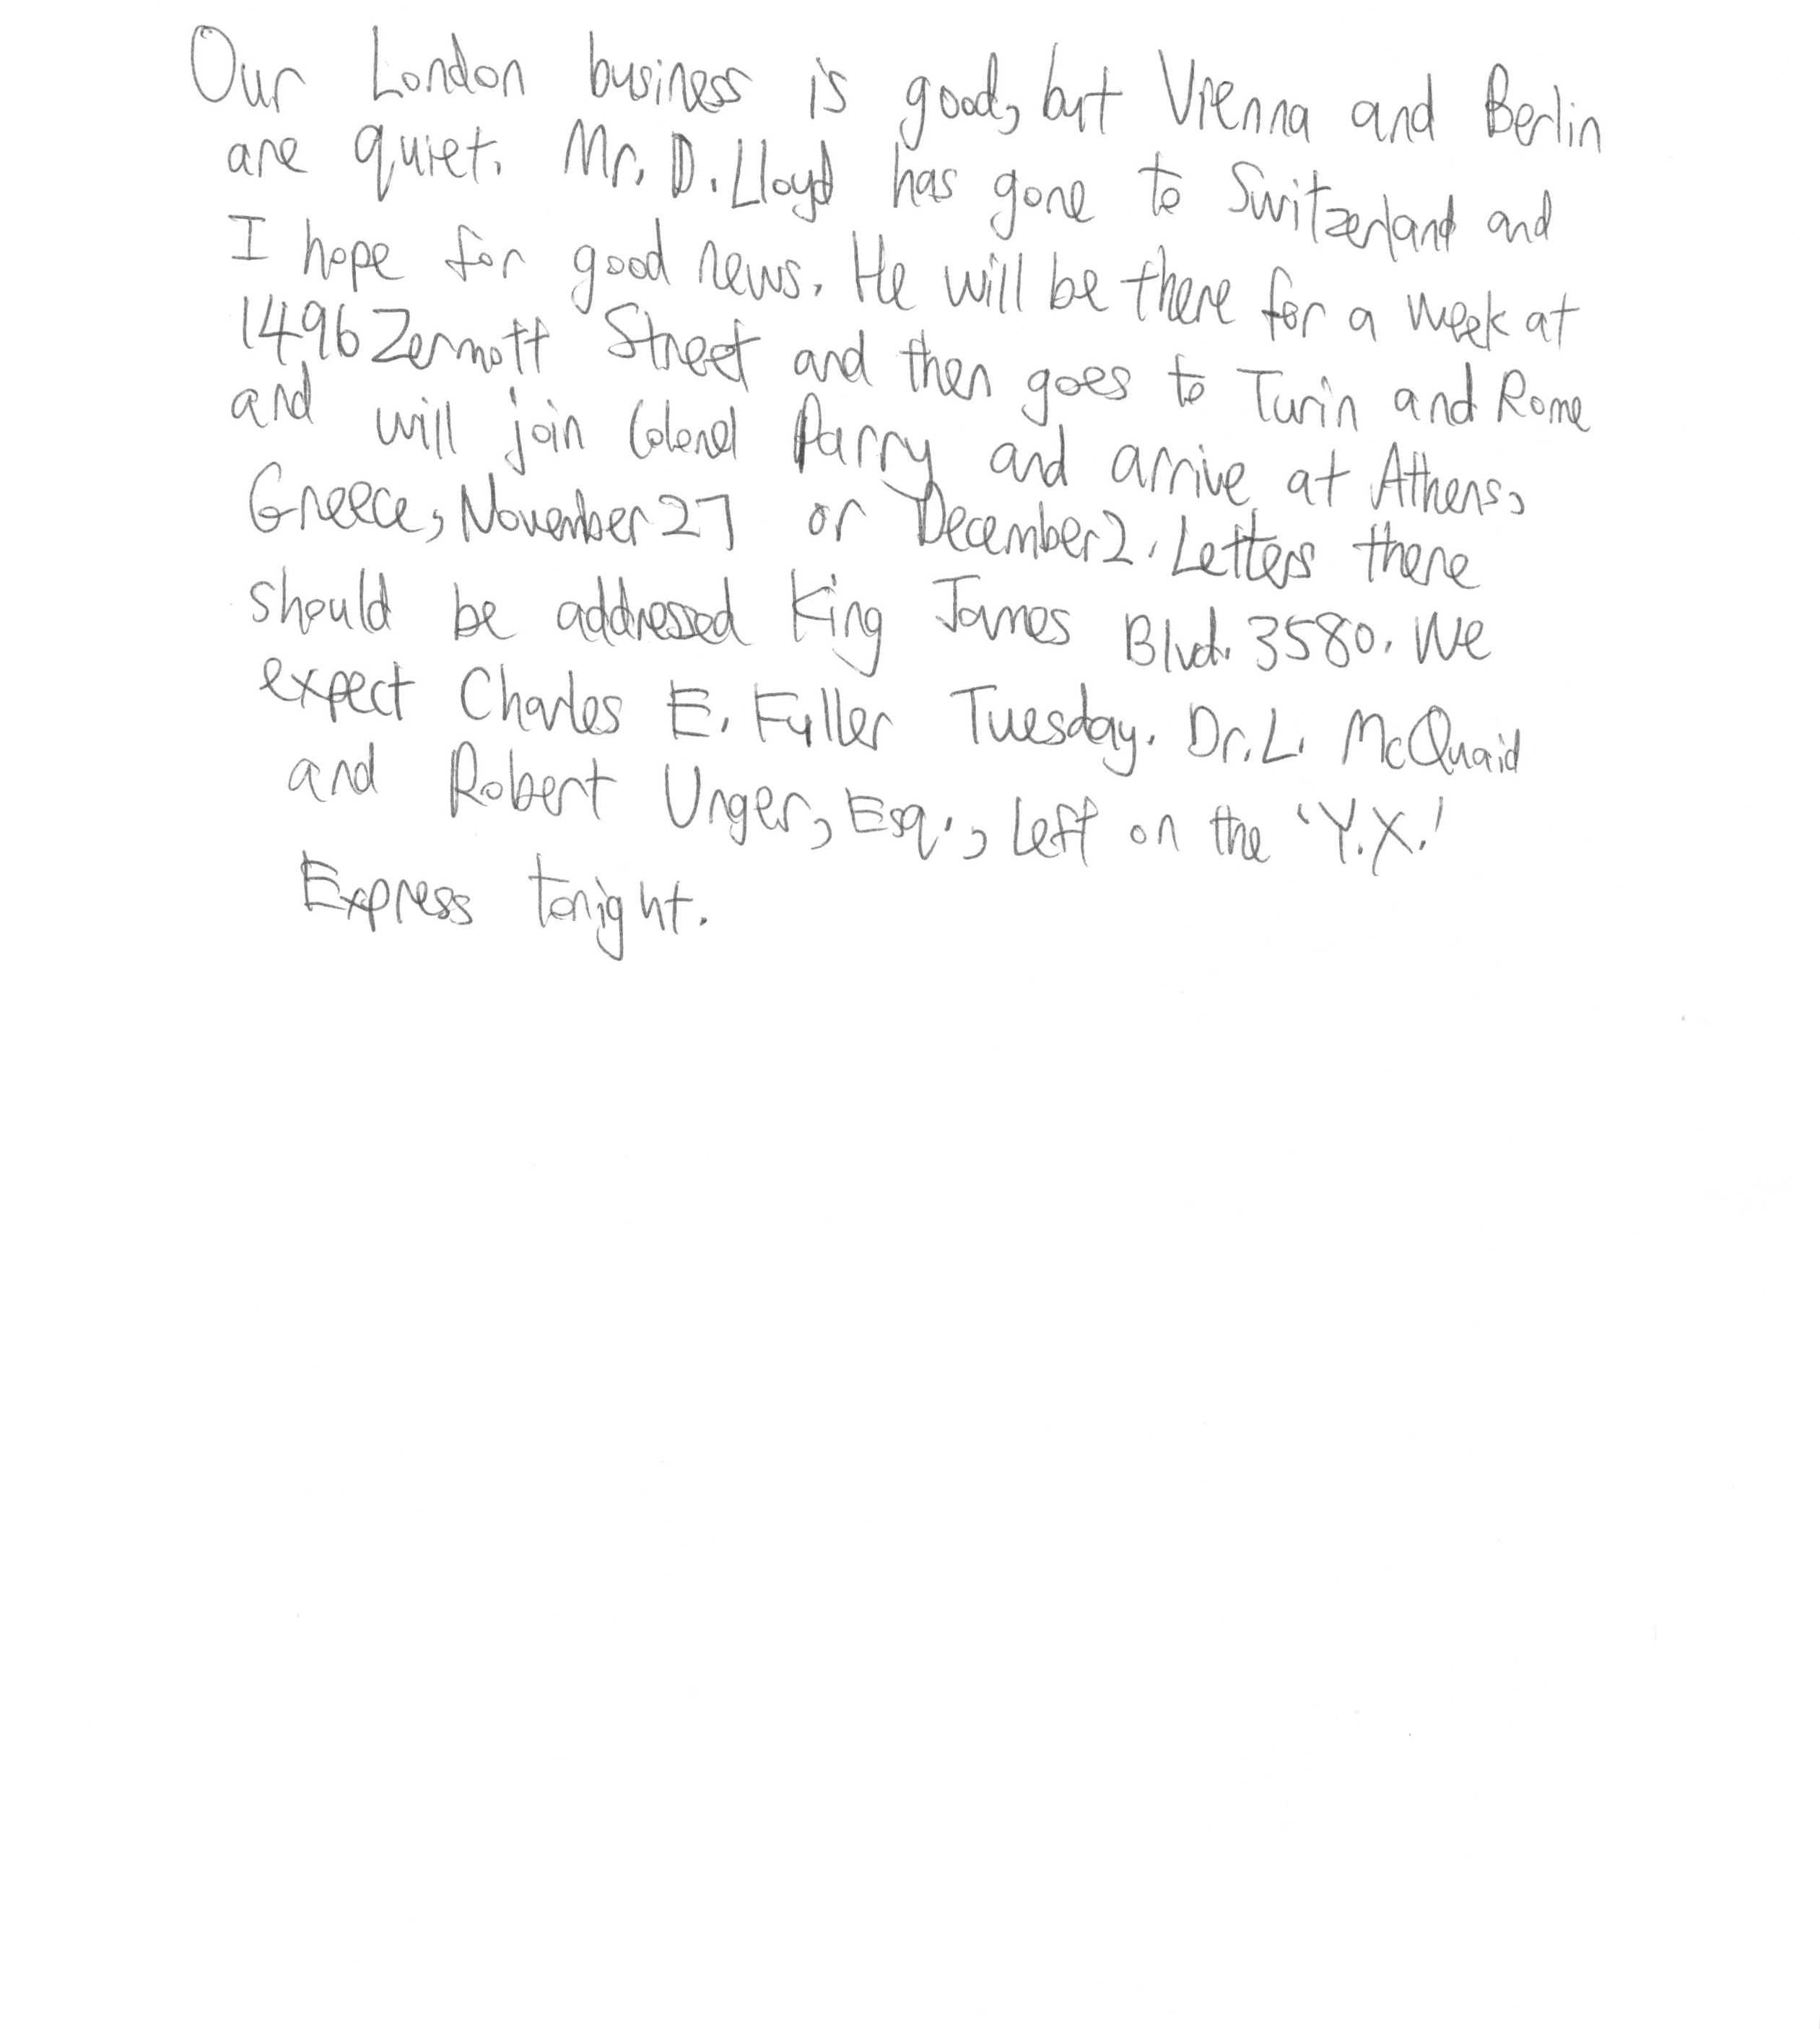 Our London business is good, but Vienna and Berlin
are quiet. Mr. D. Lloyd has gone to Switzerland and
I hope for good news. He will be there for a week at
1496 Zermott Street and then goes to Turin and Rome
and will join Colonel Parry and arrive at Athens,
Greece, November 27 or December 2. Letters there
should be addressed King James Blvd. 3580. We
expect Charles E. Fuller Tuesday. Dr. L. McQuaid
and Robert Unger, Esq., left on the 'Y.X.'
Express tonight.